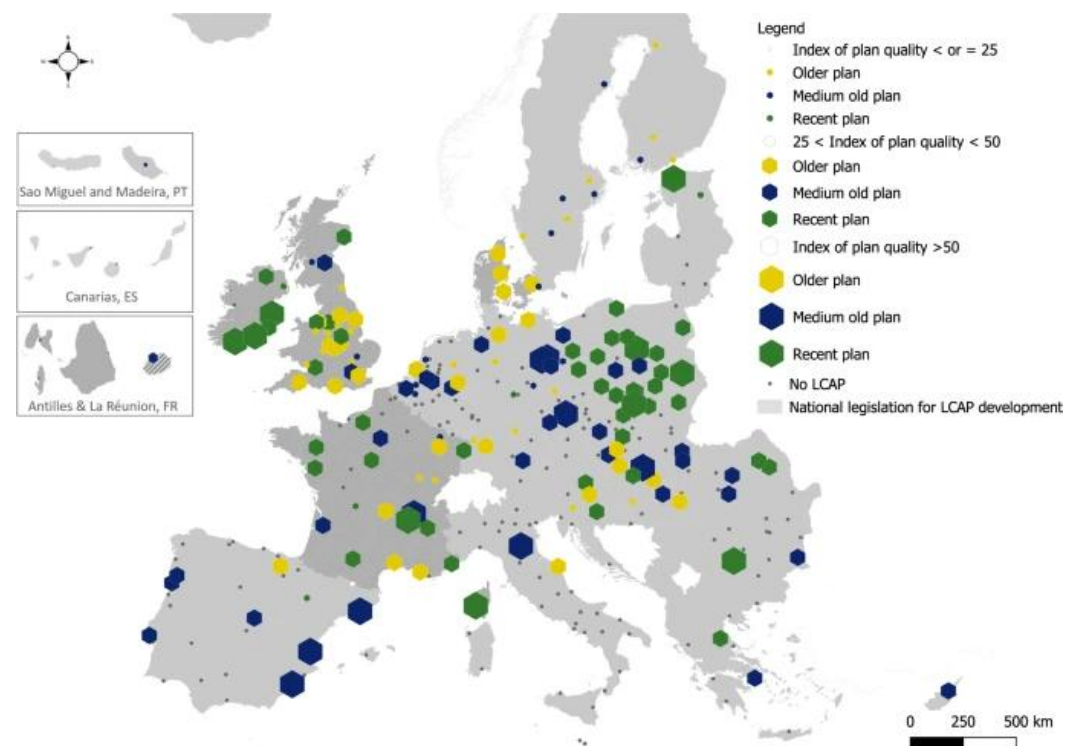 Legend
Index of plan quality < or = 25
Older plan
Medium old plan
Recent plan
25 < Index of plan quality < 50
Older plan
Medium old plan
Recent plan
Index of plan quality >50
Older plan
Medium old plan
Recent plan
No LCAP
National legislation for LCAP development
Sao Miguel and Madeira, PT
Canarias, ES
Antilles & La Réunion, FR
0 250 500 km